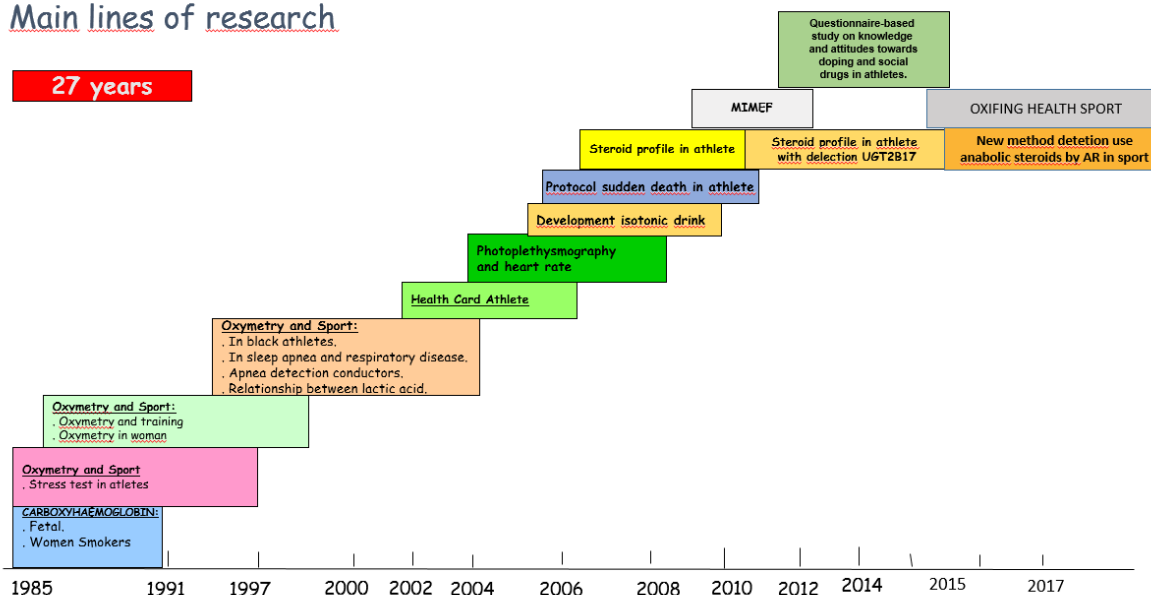 Main lines of research
27 years
Questionnaire-based
study on knowledge
and attitudes towards
doping and social
drugs in athletes.
MIMEF
OXIFING HEALTH SPORT
Steroid profile in athlete
Steroid profile in athlete
with delection UGT2B17
New method detetion use
anabolic steroids by AR in sport
Protocol sudden death in athlete
Development isotonic drink
Photoplethysmography
and heart rate
Health Card Athlete
Oxymetry and Sport:
. In black athletes.
. In sleep apnea and respiratory disease.
. Apnea detection conductors.
. Relationship between lactic acid.
Oxymetry and Sport:
. Oxymetry and training
. Oxymetry in woman
Oxymetry and Sport
. Stress test in atletes
CARBOXYHAEMOGLOBIN:
. Fetal.
. Women Smokers
1985 1991 1997 2000 2002 2004 2006 2008 2010 2012 2014 2015 2017